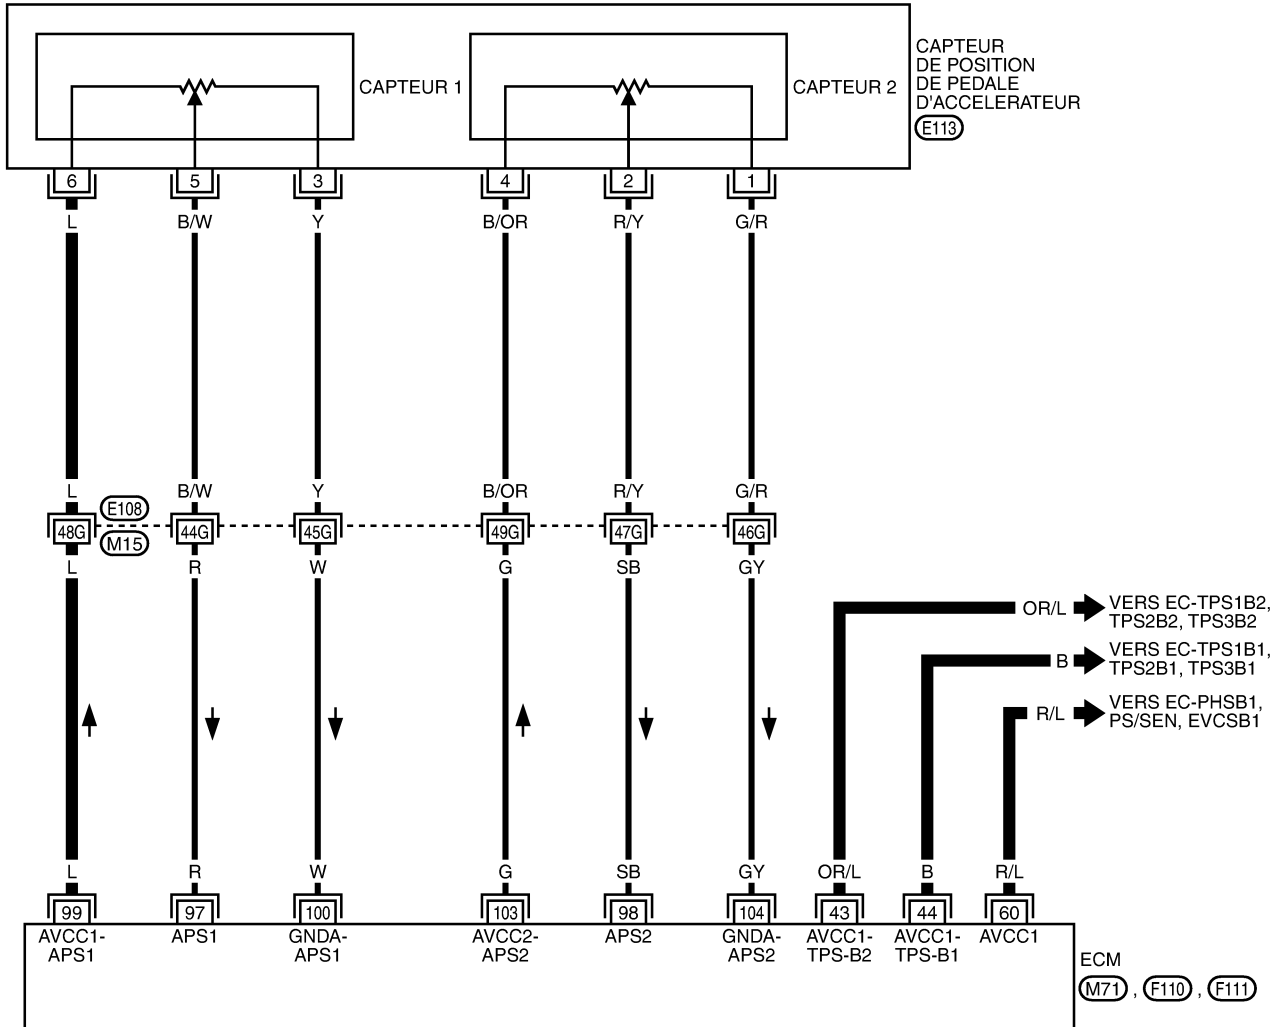 CAPTEUR 1
CAPTEUR 2
CAPTEUR
DE POSITION
DE PEDALE
D'ACCELERATEUR
E113
6 5 3 4 2 1
L B/W Y B/OR R/Y G/R
L B/W Y B/OR R/Y G/R
E108
48G 44G 45G 49G 47G 46G
M15
L R W G SB GY
OR/L VERS EC-TPS1B2,
TPS2B2, TPS3B2
B VERS EC-TPS1B1,
TPS2B1, TPS3B1
R/L VERS EC-PHSB1,
PS/SEN, EVCSB1
L R W G SB GY OR/L B R/L
99 97 100 103 98 104 43 44 60
AVCC1-
APS1
APS1
GNDA-
APS1
AVCC2-
APS2
APS2
GNDA-
APS2
AVCC1-
TPS-B2
AVCC1-
TPS-B1
AVCC1
ECM
M71 , F110 , F111